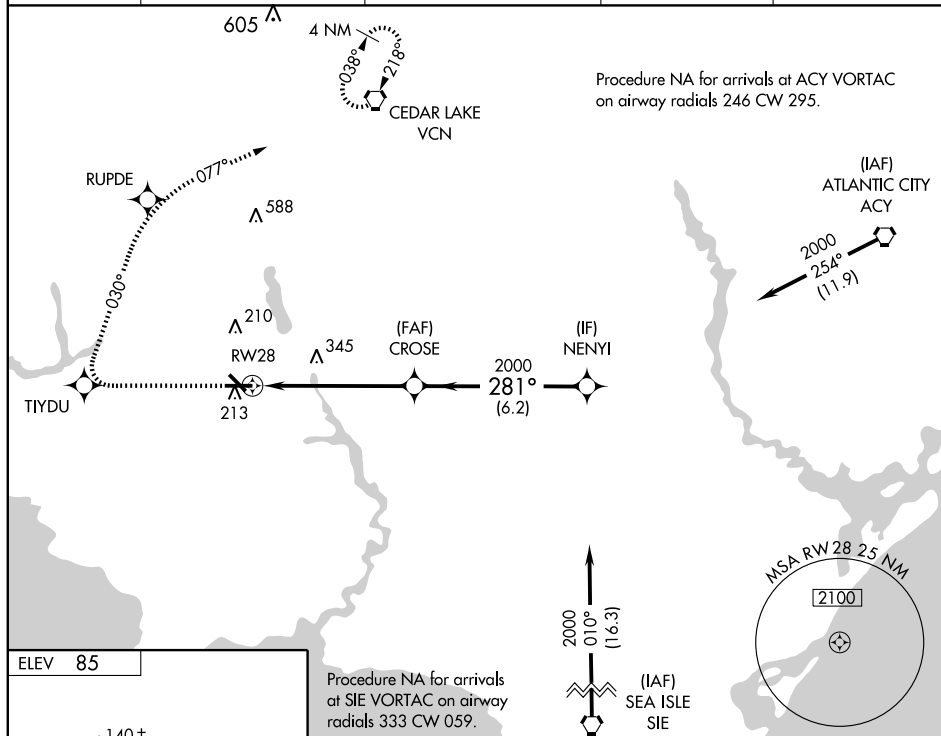 605
4 NM
038°
218°
CEDAR LAKE
VCN
Procedure NA for arrivals at ACY VORTAC
on airway radials 246 CW 295.
(IAF)
ATLANTIC CITY
ACY
2000
254°
(11.9)
RUPDE
077°
588
030°
210
RW28
345
(FAF)
CROSE
(IF)
NENYI
2000
281°
(6.2)
TIYDU
213
MSA RW28 25 NM
2100
2000
010°
(16.3)
(IAF)
SEA ISLE
SIE
ELEV 85
Procedure NA for arrivals
at SIE VORTAC on airway
radials 333 CW 059.
140±